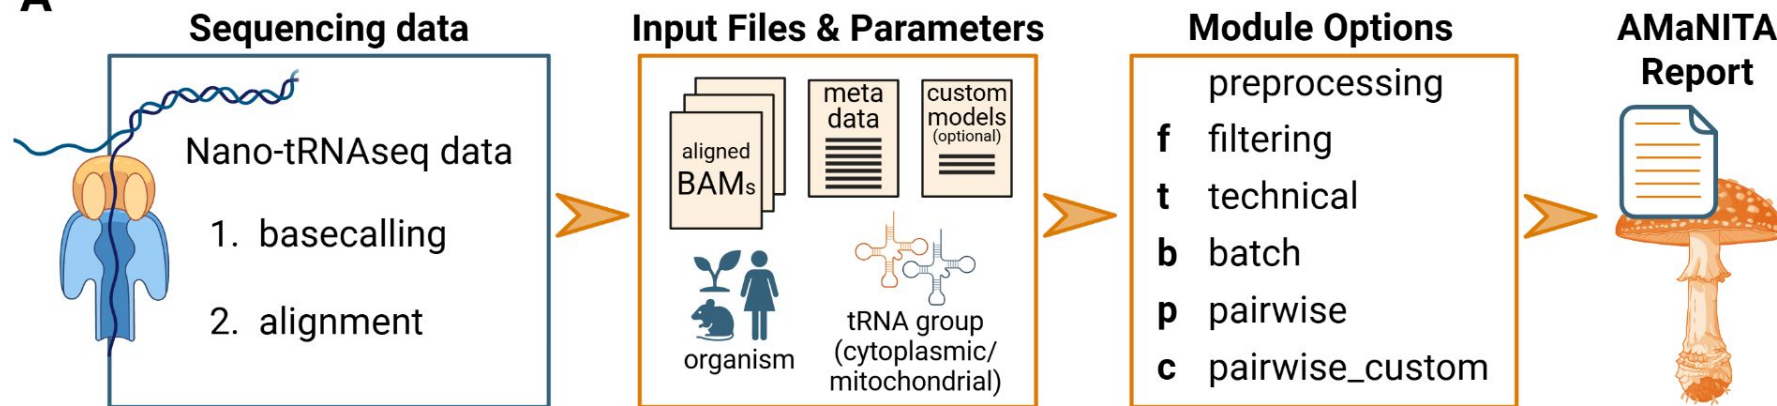 A
Sequencing data
Nano-tRNAseq data
1. basecalling
2. alignment
Input Files & Parameters
aligned
BAMs
meta
data
custom
models
(optional)
organism
tRNA group
(cytoplasmic/
mitochondrial)
Module Options
preprocessing
f filtering
t technical
b batch
p pairwise
c pairwise_custom
AMaNITA
Report